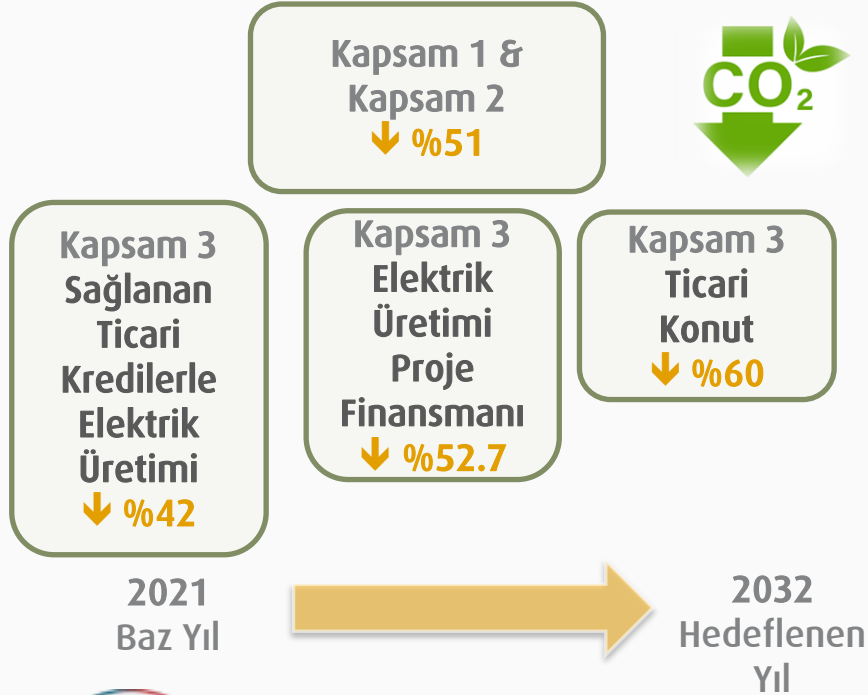 Kapsam 1 &
Kapsam 2
↓ %51
CO₂
Kapsam 3
Sağlanan
Ticari
Kredilerle
Elektrik
Üretimi
↓ %42
Kapsam 3
Elektrik
Üretimi
Proje
Finansmanı
↓ %52.7
Kapsam 3
Ticari
Konut
↓ %60
2021
Baz Yıl
2032
Hedeflenen
Yıl